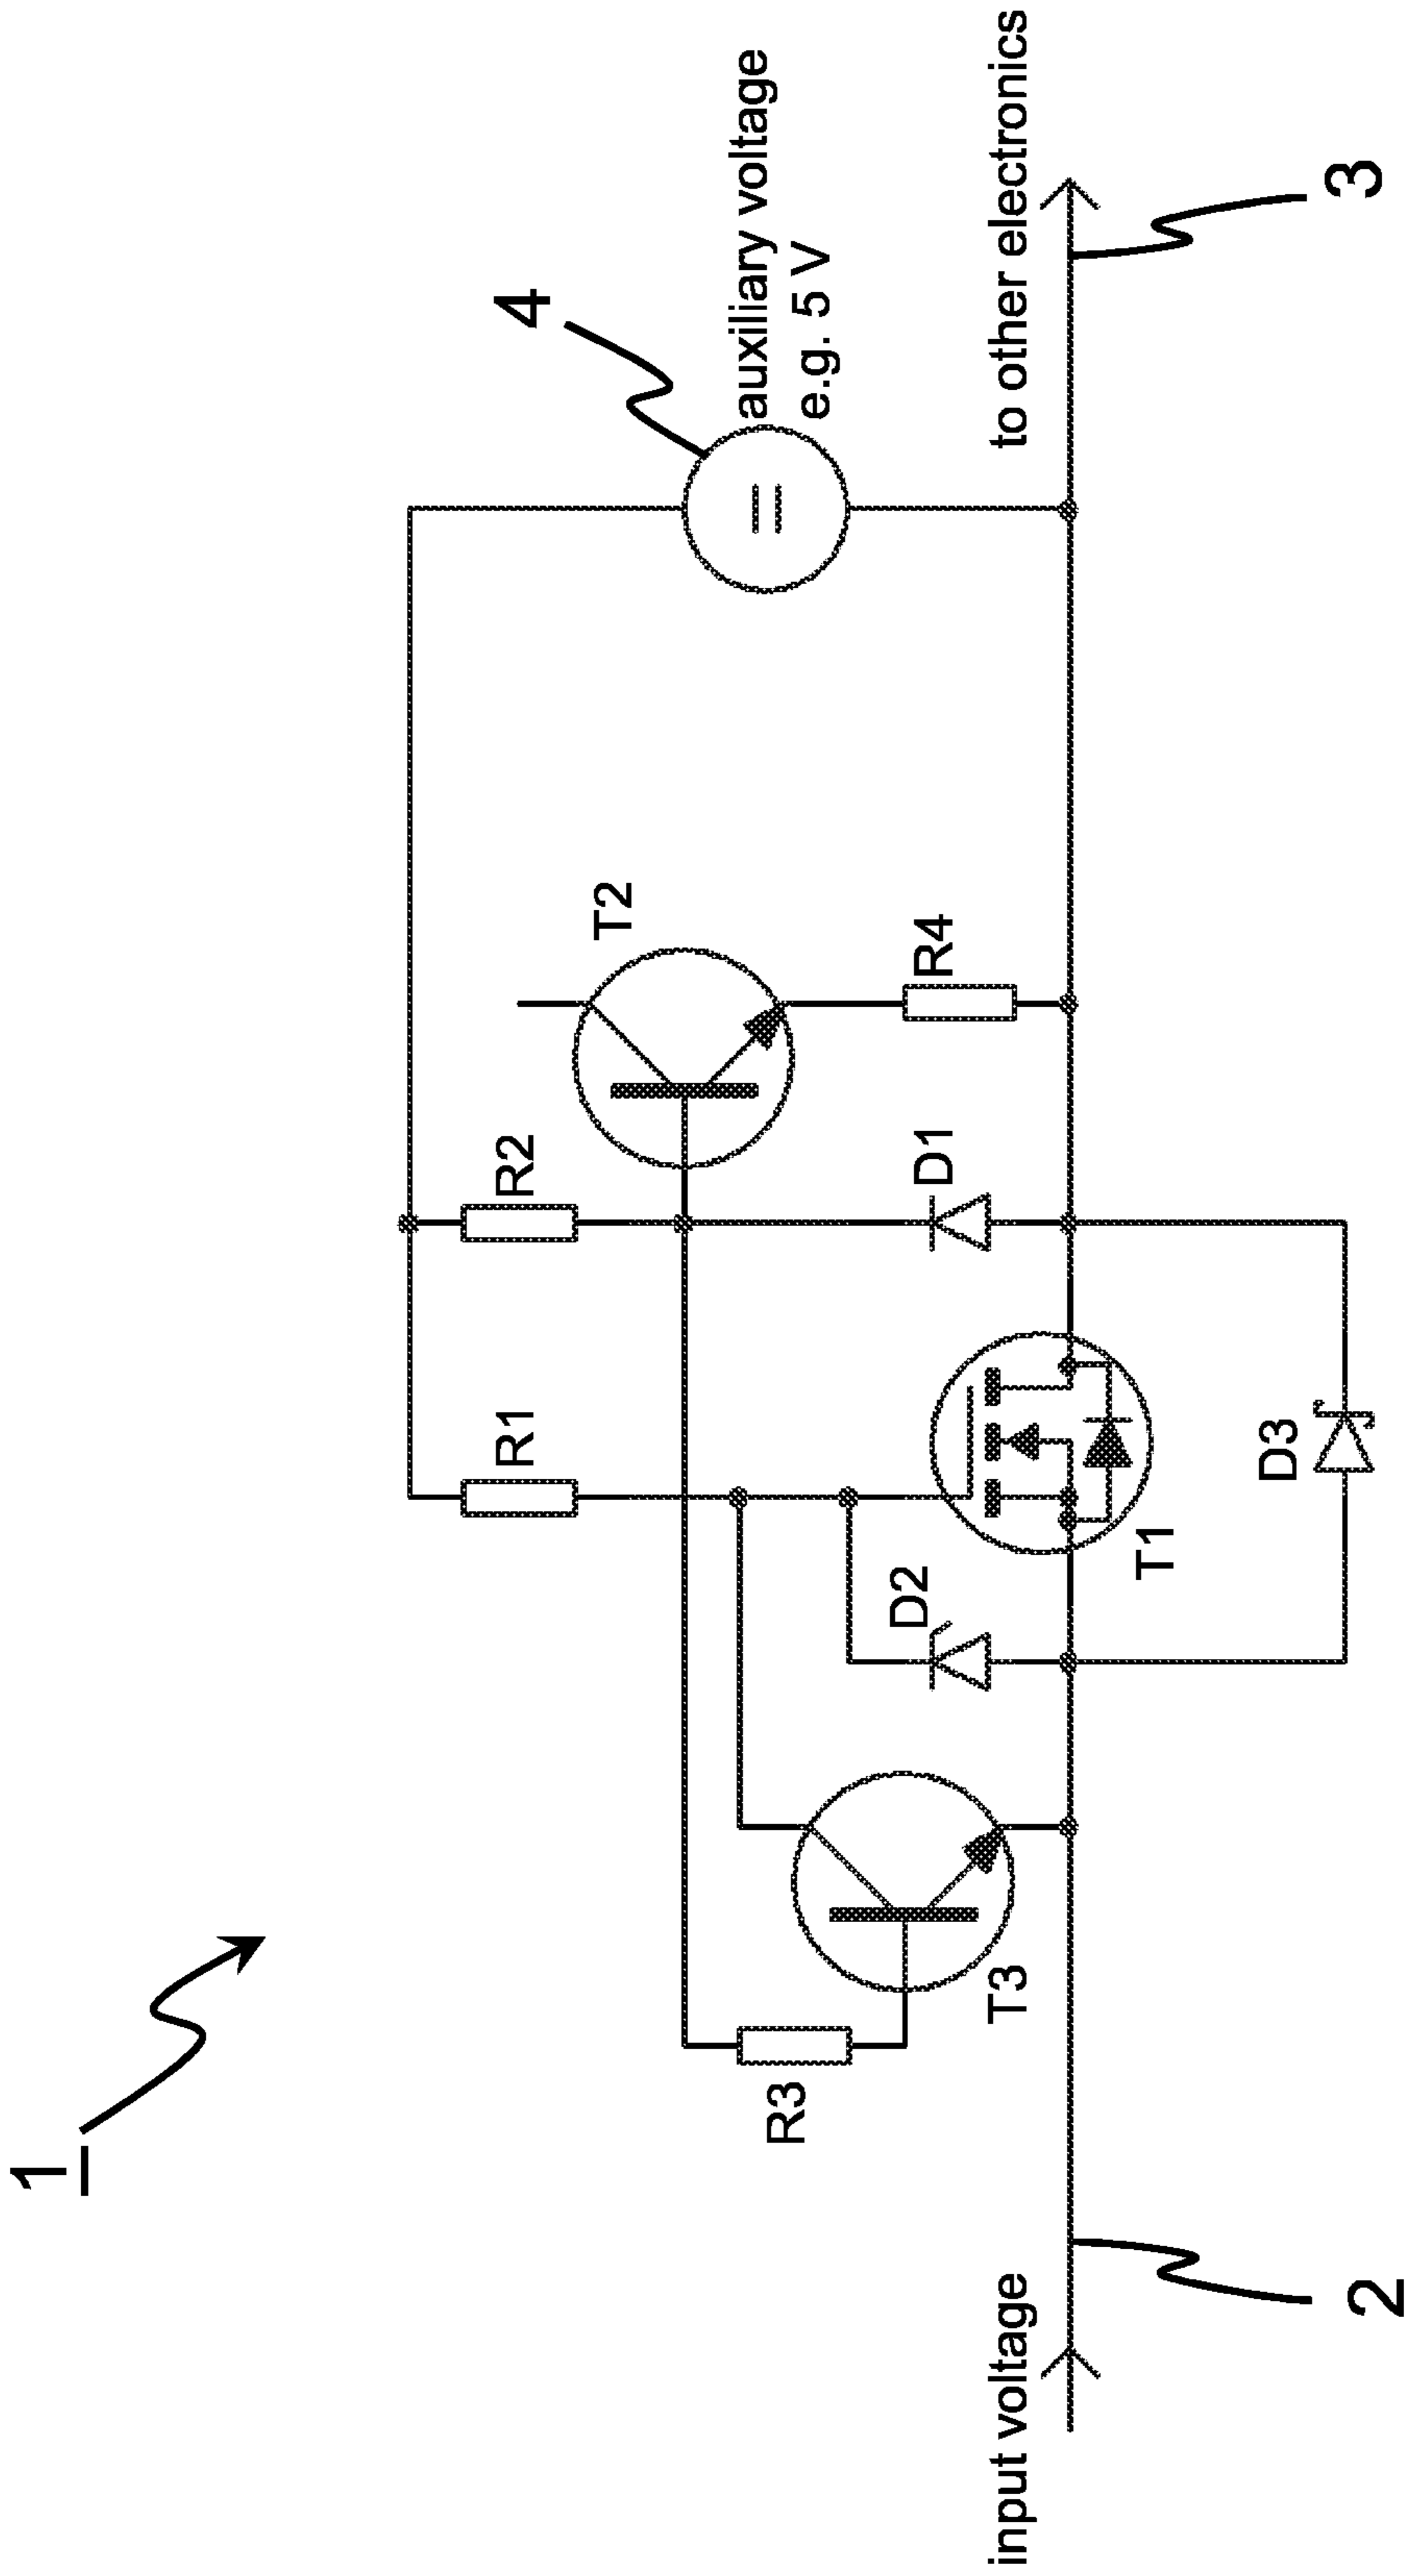 1
4
auxiliary voltage
e.g. 5 V
R1
R2
T2
R3
T3
D2
D1
R4
input voltage
to other electronics
T1
D3
2
3